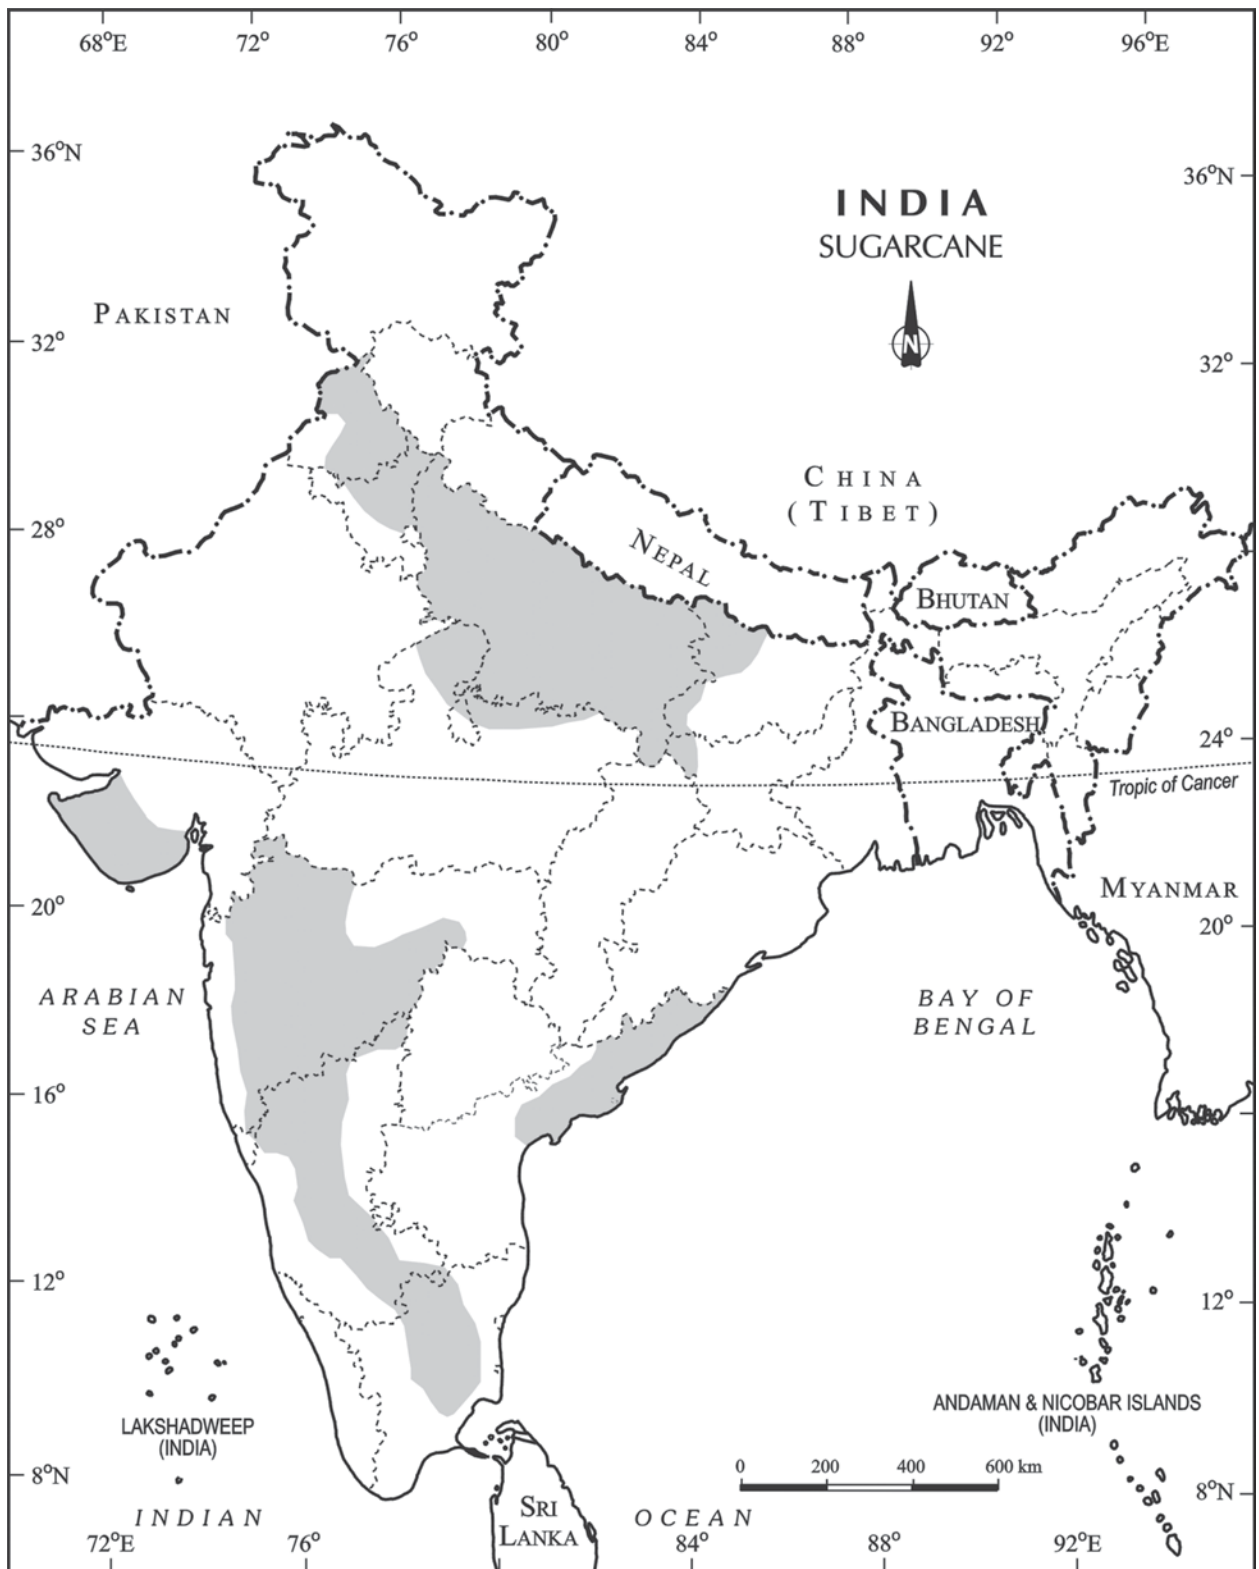 68°E 72° 76° 80° 84° 88° 92° 96°E
36°N
36°N
INDIA
SUGARCANE
N
PAKISTAN
32°
32°
CHINA
(TIBET)
28°
NEPAL
BHUTAN
BANGLADESH
24°
Tropic of Cancer
MYANMAR
20°
20°
ARABIAN
SEA
BAY OF
BENGAL
16°
12°
12°
LAKSHADWEEP
(INDIA)
ANDAMAN & NICOBAR ISLANDS
(INDIA)
0 200 400 600 km
8°N
8°N
SRI
LANKA
INDIAN OCEAN
72°E 76° 84° 88° 92°E